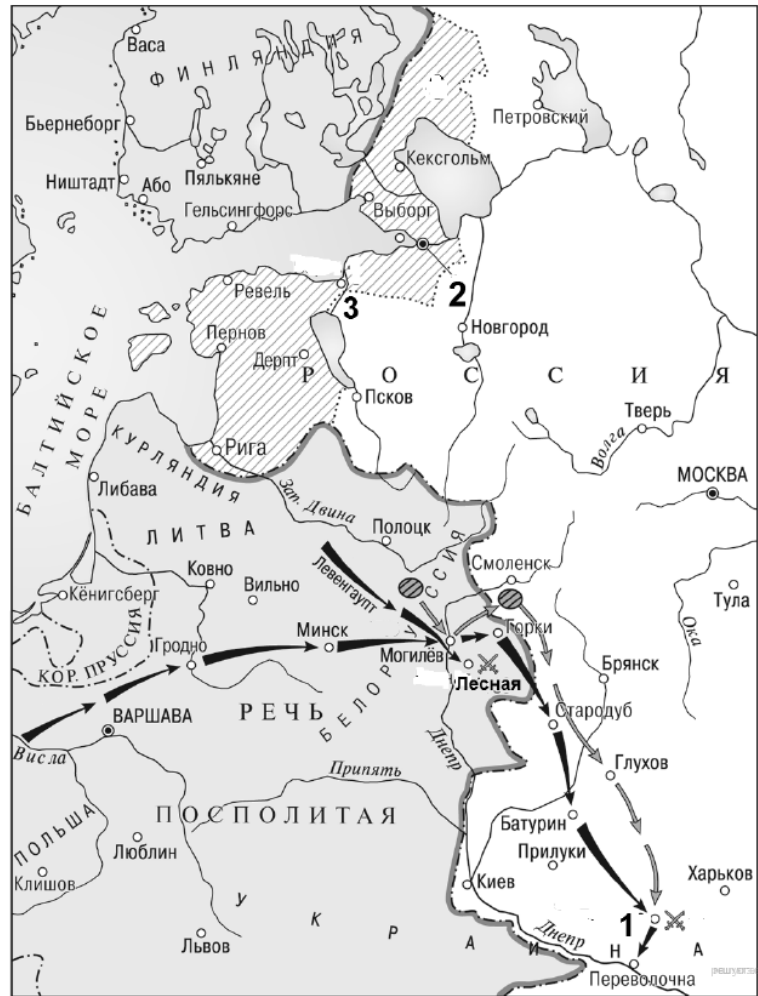 Васа
ФИНЛЯНДИЯ
Бьернеборг
Петровский
Кексгольм
Пялькяне
Ништадт
Або
Выборг
Гельсингфорс
2
Ревель
3
Новгород
Пернов
Дерпт
РОССИЯ
БАЛТИЙСКОЕ
МОРЕ
Псков
Тверь
Волга
Рига
КУРЛЯНДИЯ
МОСКВА
Либава
Зап. Двина
Полоцк
ЛИТВА
Смоленск
Ковно
Вильно
Левенгаупт
Кёнигсберг
Тула
Горки
Ока
Минск
Могилёв
КОР. ПРУССИЯ
Гродно
Брянск
Лесная
БЕЛОРУССИЯ
РЕЧЬ
ВАРШАВА
Стародуб
Висла
Днепр
Глухов
Припять
ПОСПОЛИТАЯ
Батурин
ПОЛЬША
Люблин
Прилуки
Харьков
Клишов
Киев
УКРАИНА
1
Днепр
Львов
Переволочна